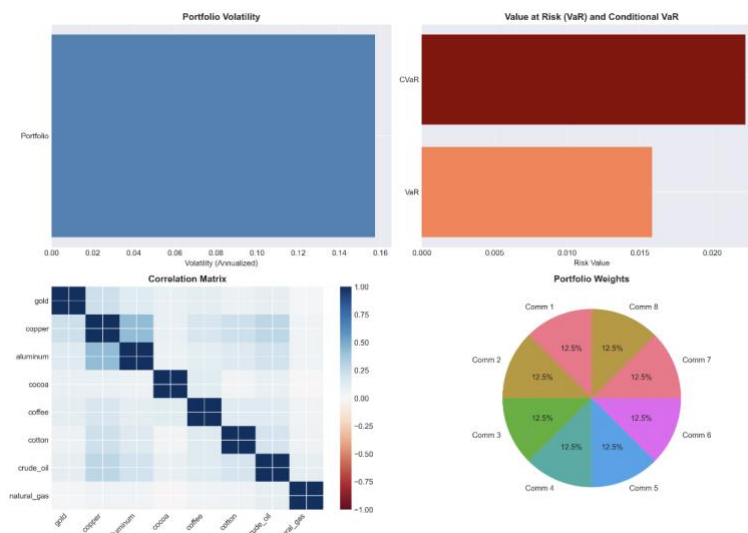 Portfolio Volatility
Portfolio
0.00 0.02 0.04 0.06 0.08 0.10 0.12 0.14 0.16
Volatility (Annualized)
Value at Risk (VaR) and Conditional VaR
CVaR
VaR
0.000 0.005 0.010 0.015 0.020
Risk Value
Correlation Matrix
gold
copper
aluminum
cocoa
coffee
cotton
crude_oil
natural_gas
gold copper uminum cocoa coffee cotton ude_oil ral_gas
1.00
0.75
0.50
0.25
0.00
−0.25
−0.50
−0.75
−1.00
Portfolio Weights
Comm 1 Comm 8
12.5% 12.5%
Comm 2 Comm 7
12.5% 12.5%
12.5% 12.5%
Comm 3 Comm 6
12.5% 12.5%
Comm 4 Comm 5